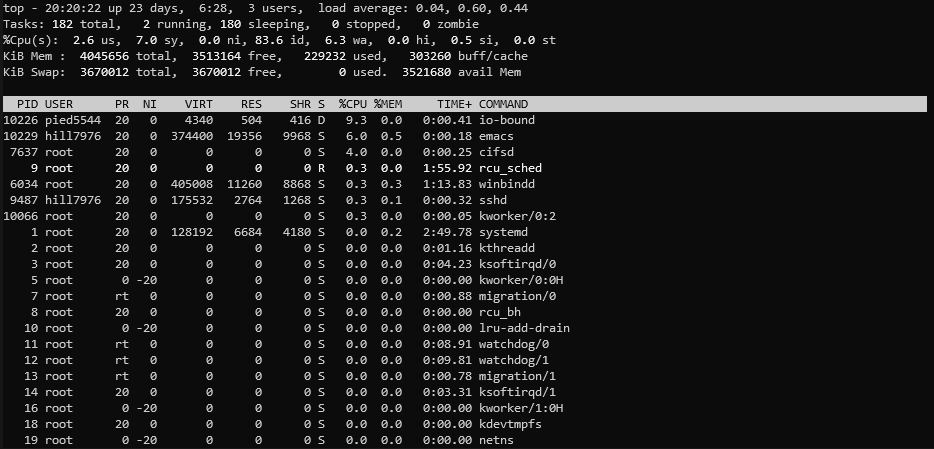 top - 20:20:22 up 23 days,  6:28,  3 users,  load average: 0.04, 0.60, 0.44
Tasks: 182 total,   2 running, 180 sleeping,   0 stopped,   0 zombie
%Cpu(s):  2.6 us,  7.0 sy,  0.0 ni, 83.6 id,  6.3 wa,  0.0 hi,  0.5 si,  0.0 st
KiB Mem :  4045656 total,  3513164 free,   229232 used,   303260 buff/cache
KiB Swap:  3670012 total,  3670012 free,        0 used.  3521680 avail Mem
  PID USER      PR  NI    VIRT    RES    SHR S  %CPU %MEM     TIME+ COMMAND
10226 pied5544  20   0    4340    504    416 D   9.3  0.0   0:00.41 io-bound
10229 hill7976  20   0  374400  19356   9968 S   6.0  0.5   0:00.18 emacs
 7637 root      20   0       0      0      0 S   4.0  0.0   0:00.25 cifsd
    9 root      20   0       0      0      0 R   0.3  0.0   1:55.92 rcu_sched
 6034 root      20   0  405008  11260   8868 S   0.3  0.3   1:13.83 winbindd
 9487 hill7976  20   0  175532   2764   1268 S   0.3  0.1   0:00.32 sshd
10066 root      20   0       0      0      0 S   0.3  0.0   0:00.05 kworker/0:2
    1 root      20   0  128192   6684   4180 S   0.0  0.2   2:49.78 systemd
    2 root      20   0       0      0      0 S   0.0  0.0   0:01.16 kthreadd
    3 root      20   0       0      0      0 S   0.0  0.0   0:04.23 ksoftirqd/0
    5 root       0 -20       0      0      0 S   0.0  0.0   0:00.00 kworker/0:0H
    7 root      rt   0       0      0      0 S   0.0  0.0   0:00.88 migration/0
    8 root      20   0       0      0      0 S   0.0  0.0   0:00.00 rcu_bh
   10 root       0 -20       0      0      0 S   0.0  0.0   0:00.00 lru-add-drain
   11 root      rt   0       0      0      0 S   0.0  0.0   0:08.91 watchdog/0
   12 root      rt   0       0      0      0 S   0.0  0.0   0:09.81 watchdog/1
   13 root      rt   0       0      0      0 S   0.0  0.0   0:00.78 migration/1
   14 root      20   0       0      0      0 S   0.0  0.0   0:03.31 ksoftirqd/1
   16 root       0 -20       0      0      0 S   0.0  0.0   0:00.00 kworker/1:0H
   18 root      20   0       0      0      0 S   0.0  0.0   0:00.00 kdevtmpfs
   19 root       0 -20       0      0      0 S   0.0  0.0   0:00.00 netns